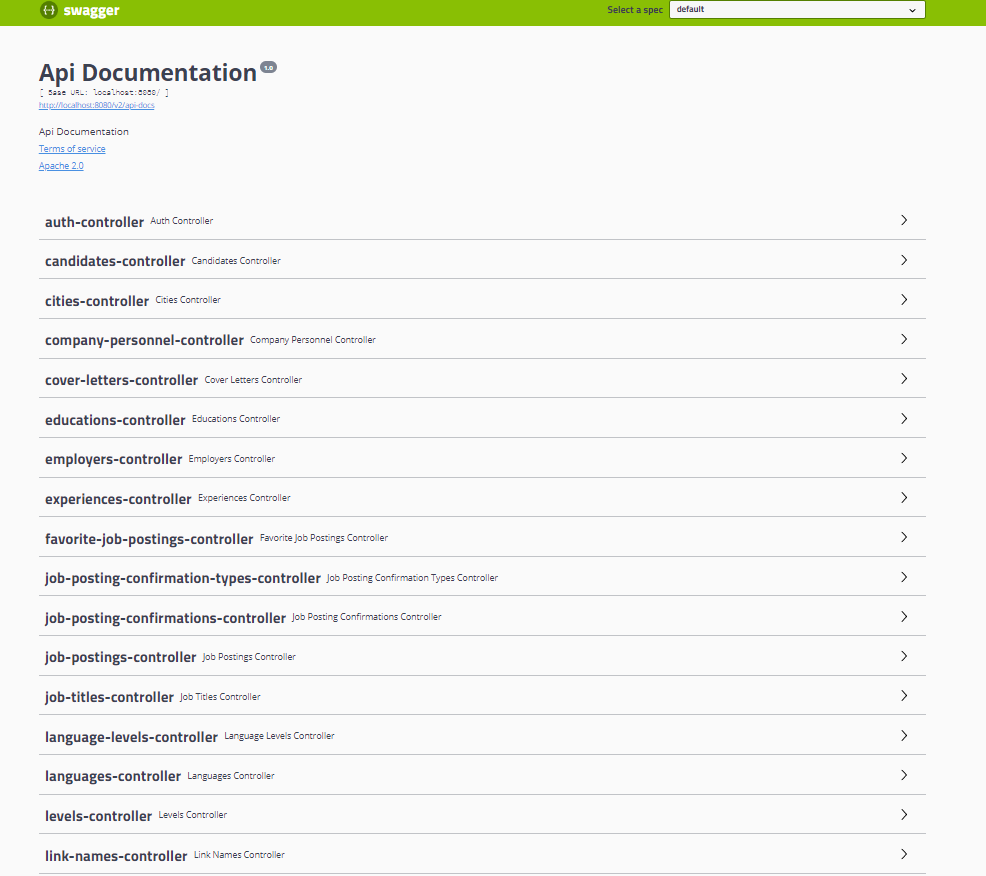 swagger
Select a spec default
Api Documentation 1.0
[ Base URL: localhost:8080/ ]
http://localhost:8080/v2/api-docs
Api Documentation
Terms of service
Apache 2.0
auth-controller Auth Controller
candidates-controller Candidates Controller
cities-controller Cities Controller
company-personnel-controller Company Personnel Controller
cover-letters-controller Cover Letters Controller
educations-controller Educations Controller
employers-controller Employers Controller
experiences-controller Experiences Controller
favorite-job-postings-controller Favorite Job Postings Controller
job-posting-confirmation-types-controller Job Posting Confirmation Types Controller
job-posting-confirmations-controller Job Posting Confirmations Controller
job-postings-controller Job Postings Controller
job-titles-controller Job Titles Controller
language-levels-controller Language Levels Controller
languages-controller Languages Controller
levels-controller Levels Controller
link-names-controller Link Names Controller